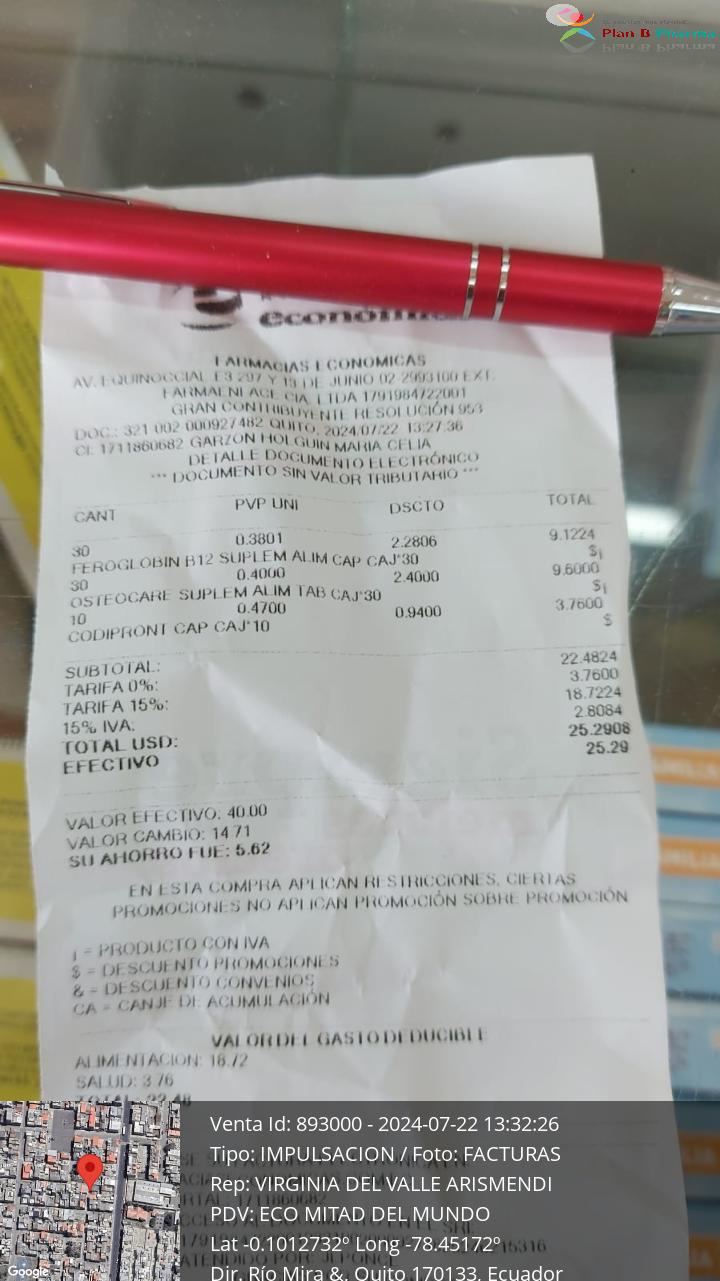 Plan B Pharma
económi
FARMACIAS ECONOMICAS
AV. EQUINOCCIAL E3 297 Y 13 DE JUNIO 02-2993100 EXT:
FARMAENLACE CIA. LTDA 1791984722001
GRAN CONTRIBUYENTE RESOLUCIÓN 953
DOC.: 321-002-000927482 QUITO, 2024/07/22 13:27:36
CI: 1711860682 GARZON HOLGUIN MARIA CELIA
DETALLE DOCUMENTO ELECTRÓNICO
*** DOCUMENTO SIN VALOR TRIBUTARIO ***
CANT PVP UNI DSCTO TOTAL
30 0.3801 2.2806 9.1224
FEROGLOBIN B12 SUPLEM ALIM CAP CAJ*30 $¡
30 0.4000 2.4000 9.6000
OSTEOCARE SUPLEM ALIM TAB CAJ*30 $¡
10 0.4700 0.9400 3.7600
CODIPRONT CAP CAJ*10 $
SUBTOTAL: 22.4824
TARIFA 0%: 3.7600
TARIFA 15%: 18.7224
15% IVA: 2.8084
TOTAL USD: 25.2908
EFECTIVO 25.29
VALOR EFECTIVO: 40.00
VALOR CAMBIO: 14.71
SU AHORRO FUE: 5.62
EN ESTA COMPRA APLICAN RESTRICCIONES, CIERTAS
PROMOCIONES NO APLICAN PROMOCIÓN SOBRE PROMOCIÓN
¡ = PRODUCTO CON IVA
$ = DESCUENTO PROMOCIONES
& = DESCUENTO CONVENIOS
CA = CANJE DE ACUMULACIÓN
VALOR DEL GASTO DEDUCIBLE
ALIMENTACION: 18.72
SALUD: 3.76
TOTAL: 22.48
Venta Id: 893000 - 2024-07-22 13:32:26
Tipo: IMPULSACION / Foto: FACTURAS
Rep: VIRGINIA DEL VALLE ARISMENDI
PDV: ECO MITAD DEL MUNDO
Lat -0.1012732º Long -78.45172º
Dir. Río Mira &, Quito 170133, Ecuador
Google